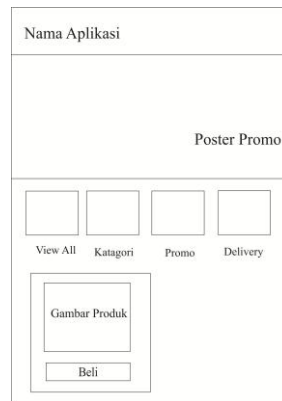 Nama Aplikasi
Poster Promo
View All Katagori Promo Delivery
Gambar Produk
Beli